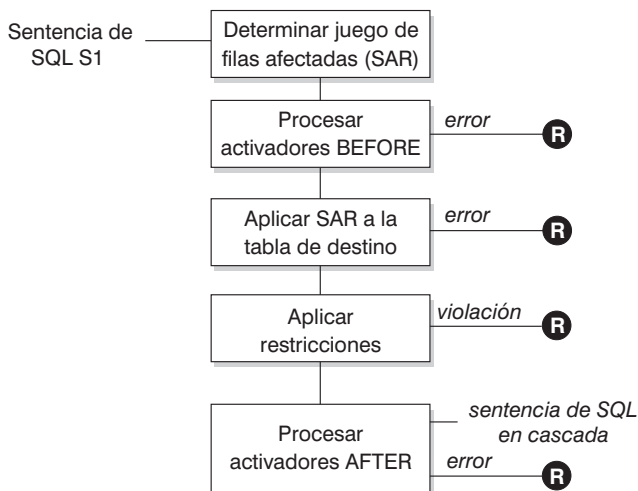 Sentencia de
SQL S1
Determinar juego de
filas afectadas (SAR)
Procesar
activadores BEFORE
error
R
Aplicar SAR a la
tabla de destino
error
R
Aplicar
restricciones
violación
R
Procesar
activadores AFTER
sentencia de SQL
en cascada
error
R